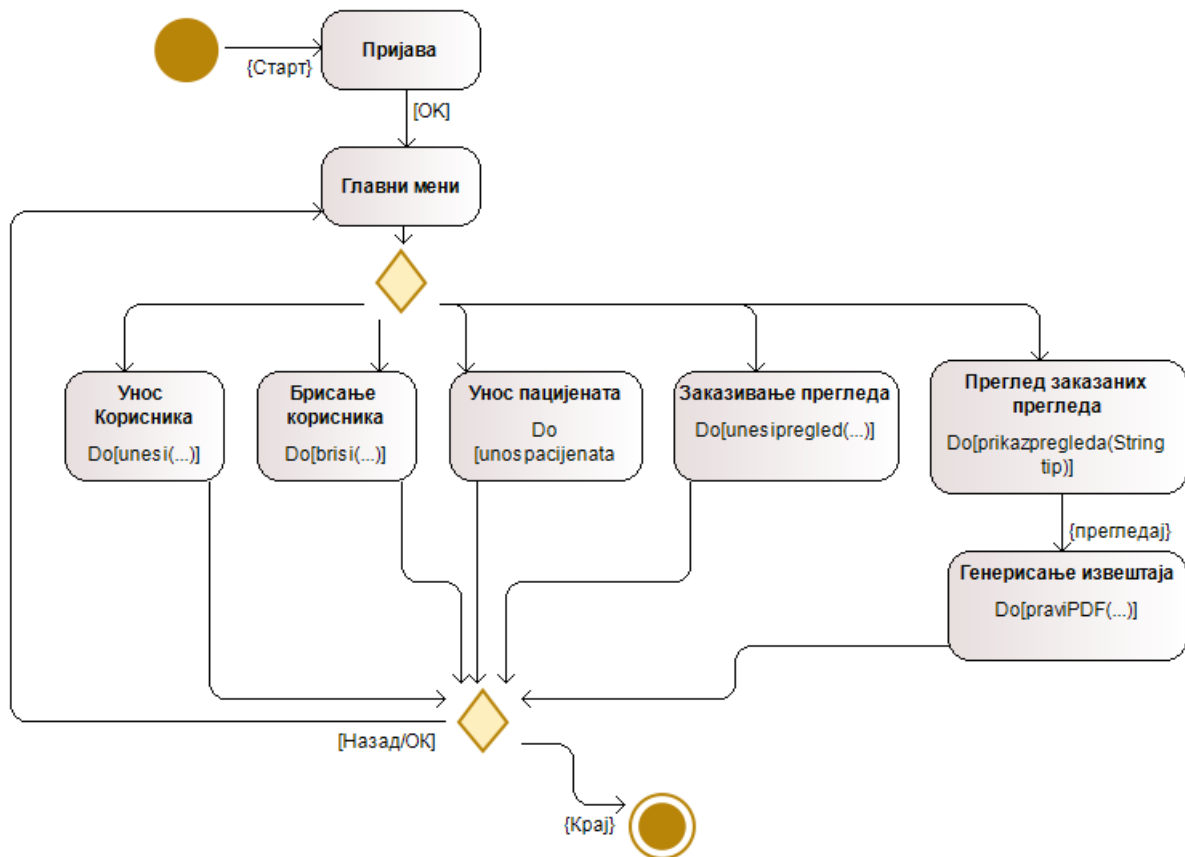 Пријава
{Старт}
[OK]
Главни мени
Унос
Корисника
Do[unesi(...)]
Брисање
корисника
Do[brisi(...)]
Унос пацијената
Do
[unospacijenata
Заказивање прегледа
Do[unesipregled(...)]
Преглед заказаних
прегледа
Do[prikazpregleda(String
tip)]
{прегледај}
Генерисање извештаја
Do[praviPDF(...)]
[Назад/ОК]
{Крај}